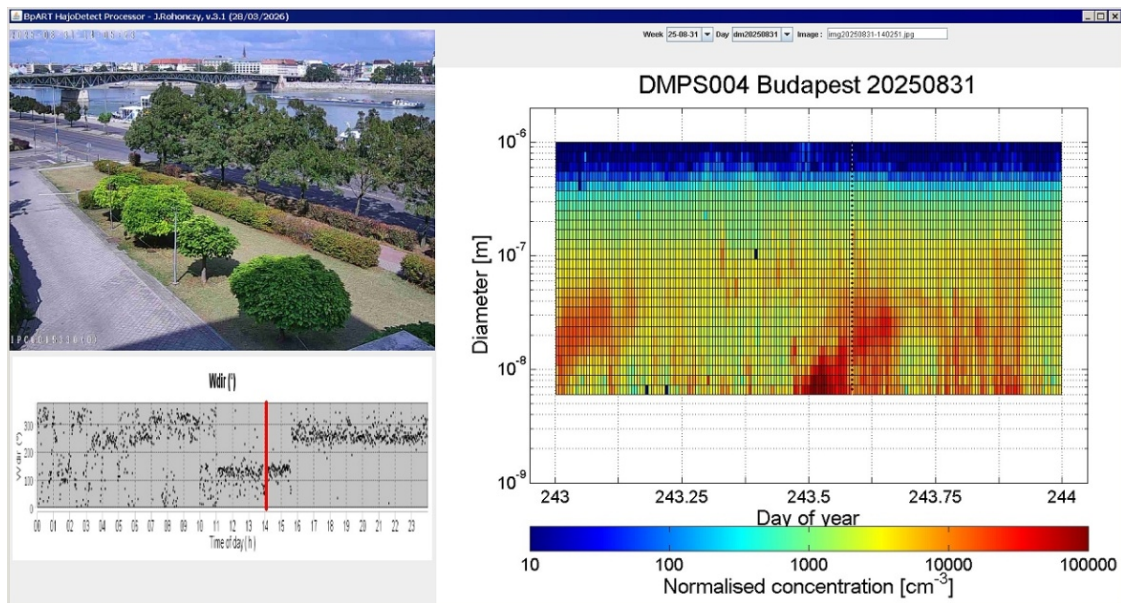 BpART HajoDetect Processor - J.Rohonczy, v.3.1 (28/03/2026)
Week 25-08-31 Day dm20250831 Image : img20250831-140251.jpg
DMPS004 Budapest 20250831
Diameter [m]
10-6
10-7
10-8
10-9
243 243.25 243.5 243.75 244
Day of year
10 100 1000 10000 100000
Normalised concentration [cm-3]
Wdir (°)
Wdir (°)
300
200
100
0
00 01 02 03 04 05 06 07 08 09 10 11 12 13 14 15 16 17 18 19 20 21 22 23
Time of day ( h )